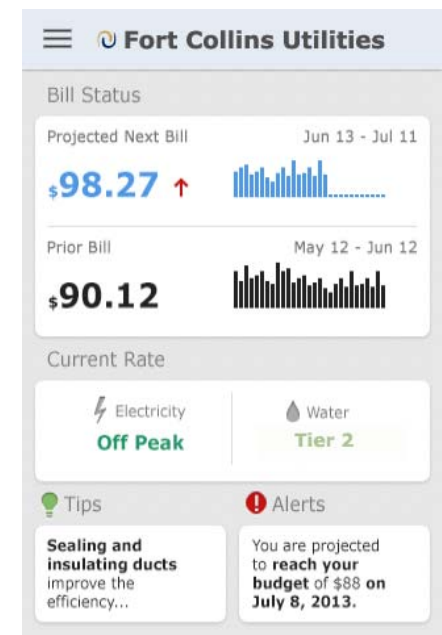 Fort Collins Utilities
Bill Status
Projected Next Bill
Jun 13 - Jul 11
$98.27
Prior Bill
May 12 - Jun 12
$90.12
Current Rate
Electricity
Off Peak
Water
Tier 2
Tips
Sealing and
insulating ducts
improve the
efficiency...
Alerts
You are projected
to reach your
budget of $88 on
July 8, 2013.